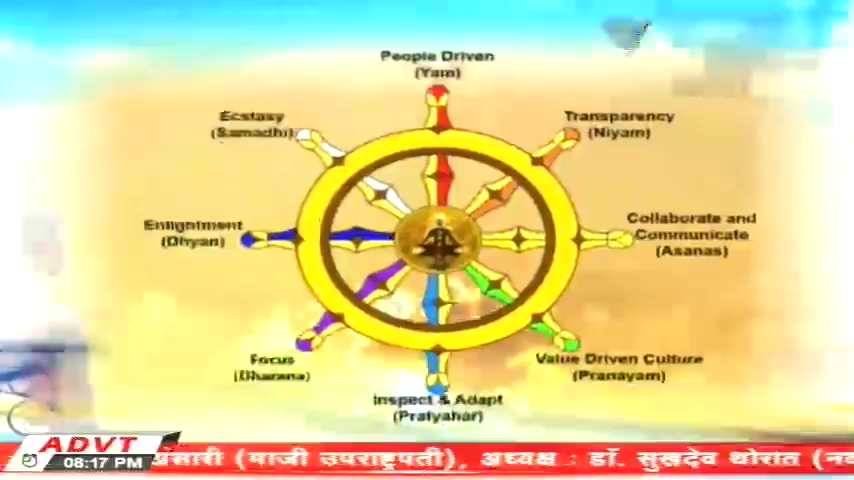 People Driven
(Yam)
Ecstasy
(Samadhi)
Transparency
(Niyam)
Enlightment
(Dhyan)
Collaborate and
Communicate
(Asanas)
Focus
(Dharana)
Value Driven Culture
(Pranayam)
Inspect & Adapt
(Pratyahar)
ADVT
08:17 PM
अंसारी (माजी उपराष्ट्रपती), अध्यक्ष : डॉ. सुखदेव थोरात